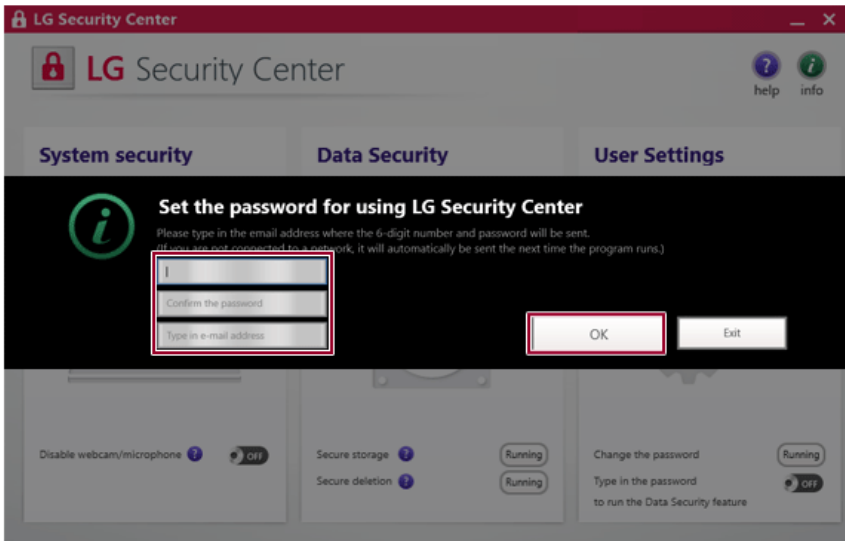 LG Security Center
LG Security Center
help info
System security
Data Security
User Settings
Set the password for using LG Security Center
Please type in the email address where the 6-digit number and password will be sent.
(If you are not connected to a network, it will automatically be sent the next time the program runs.)
Confirm the password
Type in e-mail address
OK
Exit
Disable webcam/microphone ? OFF
Secure storage ? Running
Secure deletion ? Running
Change the password Running
Type in the password OFF
to run the Data Security feature